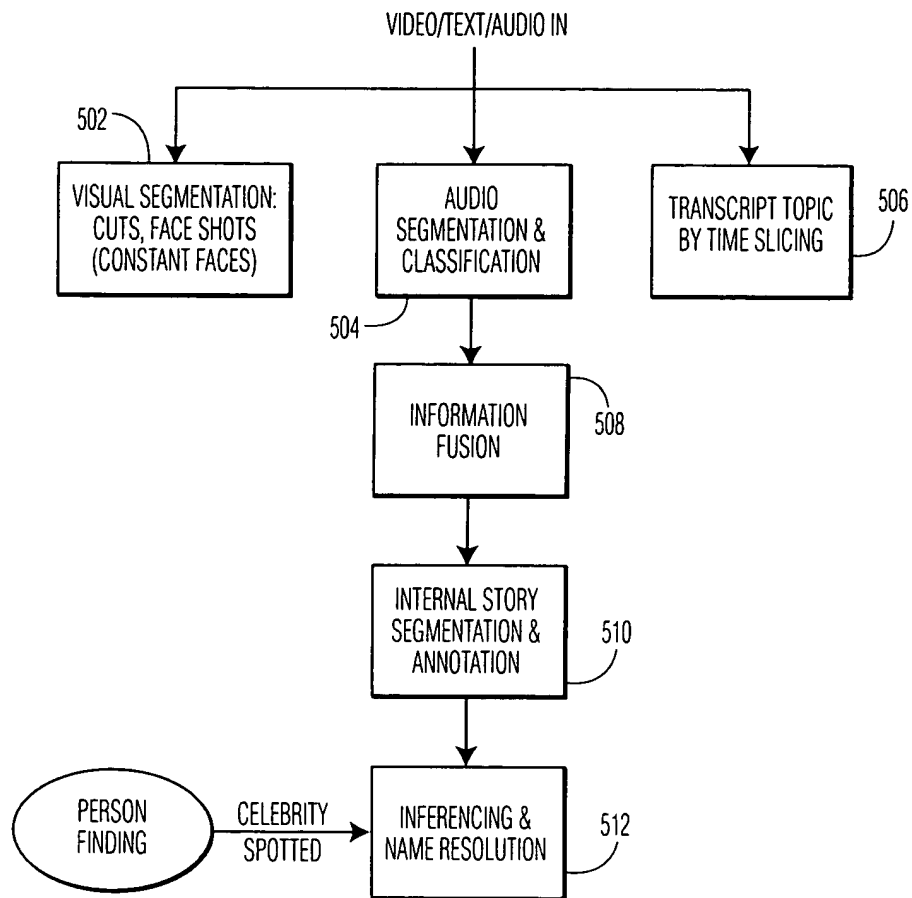 VIDEO/TEXT/AUDIO IN
502
VISUAL SEGMENTATION:
CUTS, FACE SHOTS
(CONSTANT FACES)
AUDIO
SEGMENTATION &
CLASSIFICATION
504
TRANSCRIPT TOPIC
BY TIME SLICING
506
INFORMATION
FUSION
508
INTERNAL STORY
SEGMENTATION &
ANNOTATION
510
PERSON
FINDING
CELEBRITY
SPOTTED
INFERENCING &
NAME RESOLUTION
512